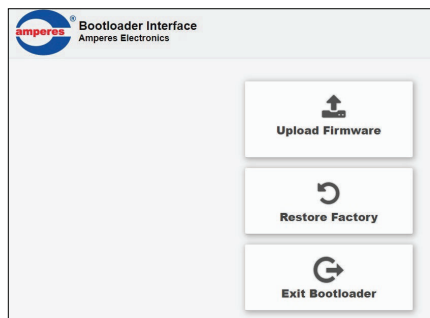 amperes ®
Bootloader Interface
Amperes Electronics
Upload Firmware
Restore Factory
Exit Bootloader